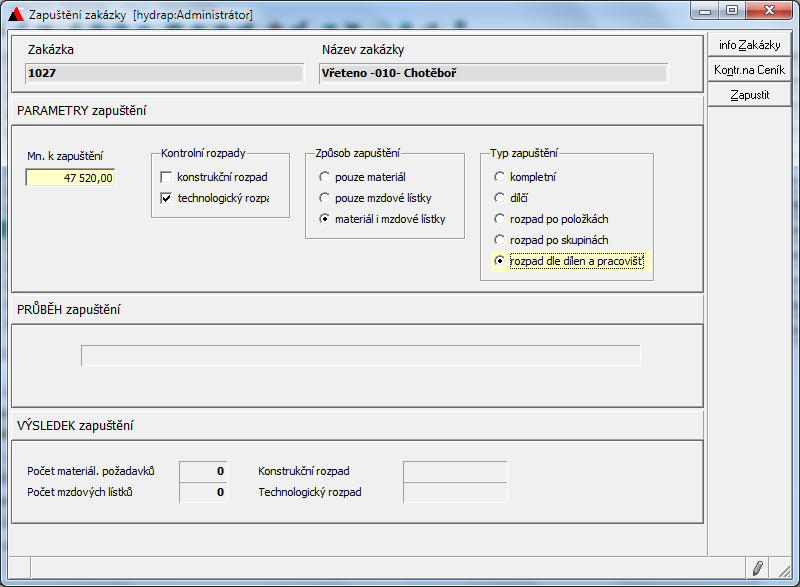 Zapuštění zakázky [hydrap:Administrátor]
Zakázka
Název zakázky
1027
Vřeteno -010- Chotěboř
info Zakázky
Kontr.na Ceník
Zapustit
PARAMETRY zapuštění
Mn. k zapuštění
47 520,00
Kontrolní rozpady
konstrukční rozpad
technologický rozpa
Způsob zapuštění
pouze materiál
pouze mzdové lístky
materiál i mzdové lístky
Typ zapuštění
kompletní
dílčí
rozpad po položkách
rozpad po skupinách
rozpad dle dílen a pracovišť
PRŮBĚH zapuštění
VÝSLEDEK zapuštění
Počet materiál. požadavků
0
Konstrukční rozpad
Počet mzdových lístků
0
Technologický rozpad